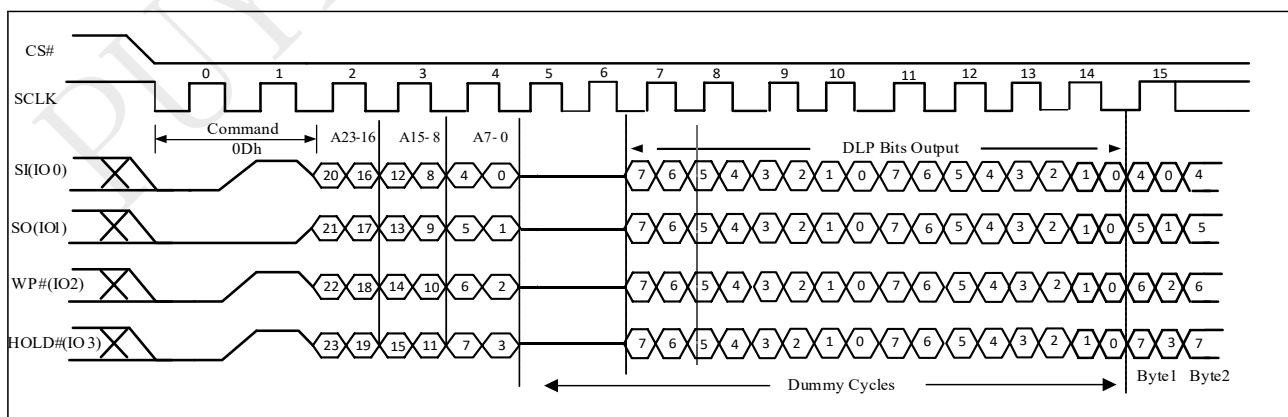 PUY
CS#
0 1 2 3 4 5 6 7 8 9 10 11 12 13 14 15
SCLK
Command
0Dh
A23-16 A15-8 A7-0
DLP Bits Output
SI(IO 0) 20 16 12 8 4 0 7 6 5 4 3 2 1 0 7 6 5 4 3 2 1 0 4 0 4
SO(IO1) 21 17 13 9 5 1 7 6 5 4 3 2 1 0 7 6 5 4 3 2 1 0 5 1 5
WP#(IO2) 22 18 14 10 6 2 7 6 5 4 3 2 1 0 7 6 5 4 3 2 1 0 6 2 6
HOLD#(IO 3) 23 19 15 11 7 3 7 6 5 4 3 2 1 0 7 6 5 4 3 2 1 0 7 3 7
Byte1 Byte2
Dummy Cycles